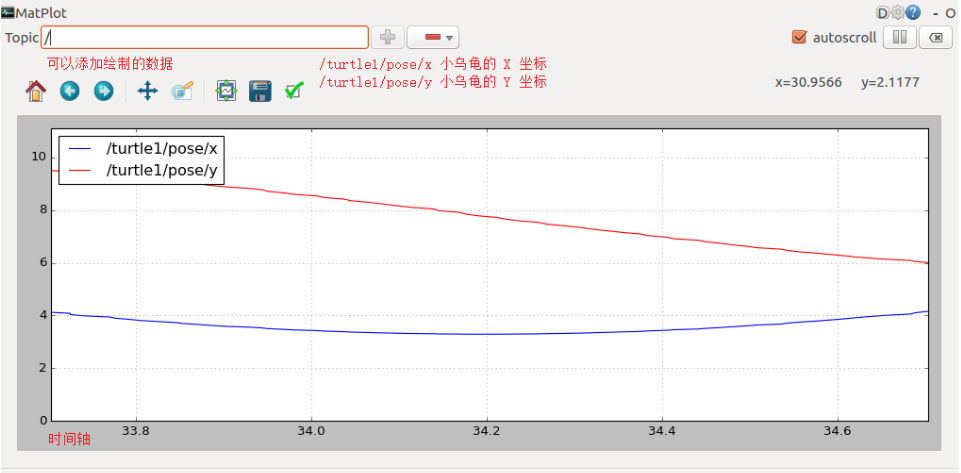 MatPlot
D ? - O
Topic /
autoscroll
可以添加绘制的数据
/turtle1/pose/x 小乌龟的 X 坐标
/turtle1/pose/y 小乌龟的 Y 坐标
x=30.9566 y=2.1177
/turtle1/pose/x
/turtle1/pose/y
10
8
6
4
2
0
33.8 34.0 34.2 34.4 34.6
时间轴